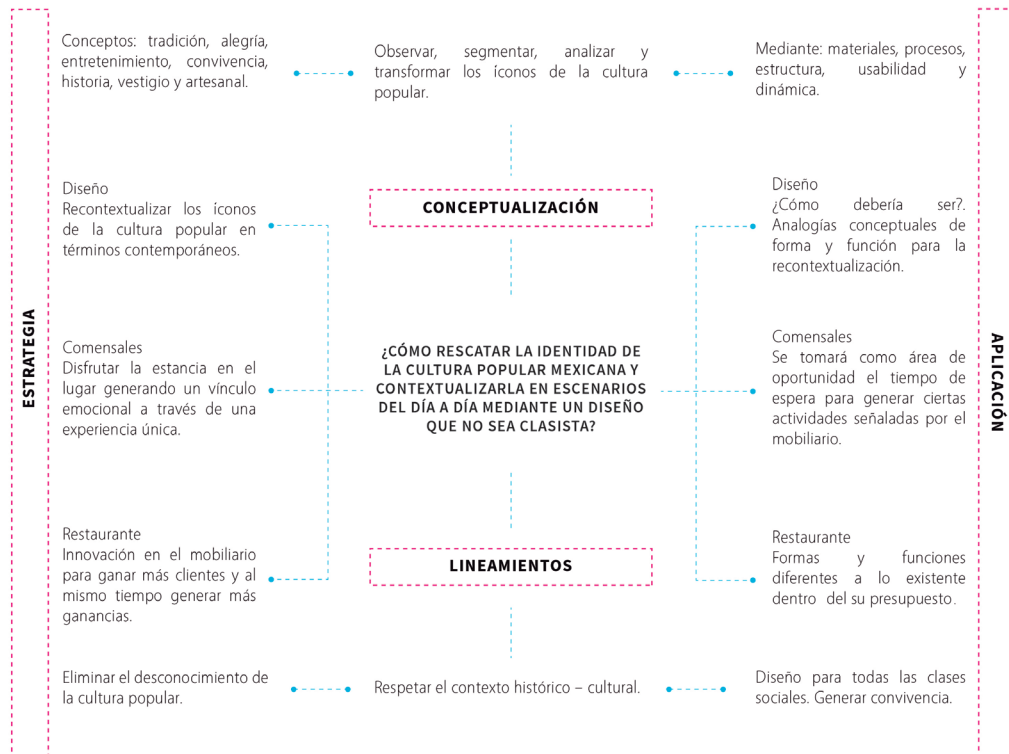 Conceptos: tradición, alegría,
entretenimiento, convivencia,
historia, vestigio y artesanal.
Observar, segmentar, analizar y
transformar los íconos de la cultura
popular.
Mediante: materiales, procesos,
estructura, usabilidad y
dinámica.
CONCEPTUALIZACIÓN
Diseño
Recontextualizar los íconos
de la cultura popular en
términos contemporáneos.
Diseño
¿Cómo debería ser?.
Analogías conceptuales de
forma y función para la
recontextualización.
ESTRATEGIA
Comensales
Disfrutar la estancia en el
lugar generando un vínculo
emocional a través de una
experiencia única.
¿CÓMO RESCATAR LA IDENTIDAD DE
LA CULTURA POPULAR MEXICANA Y
CONTEXTUALIZARLA EN ESCENARIOS
DEL DÍA A DÍA MEDIANTE UN DISEÑO
QUE NO SEA CLASISTA?
Comensales
Se tomará como área de
oportunidad el tiempo de
espera para generar ciertas
actividades señaladas por el
mobiliario.
APLICACIÓN
Restaurante
Innovación en el mobiliario
para ganar más clientes y al
mismo tiempo generar más
ganancias.
LINEAMIENTOS
Restaurante
Formas y funciones
diferentes a lo existente
dentro del su presupuesto.
Eliminar el desconocimiento de
la cultura popular.
Respetar el contexto histórico – cultural.
Diseño para todas las clases
sociales. Generar convivencia.